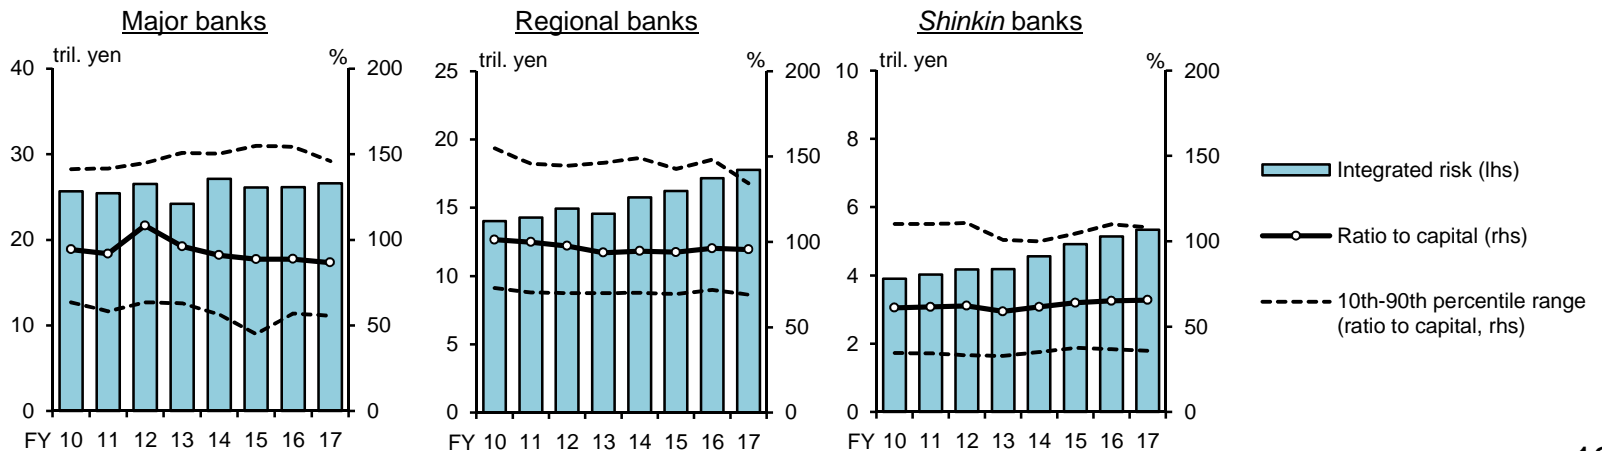 Major banks
tril. yen
%
40
30
20
10
0
200
150
100
50
0
FY 10 11 12 13 14 15 16 17
Regional banks
tril. yen
%
25
20
15
10
5
0
200
150
100
50
0
FY 10 11 12 13 14 15 16 17
Shinkin banks
tril. yen
%
10
8
6
4
2
0
200
150
100
50
0
FY 10 11 12 13 14 15 16 17
Integrated risk (lhs)
Ratio to capital (rhs)
10th-90th percentile range
(ratio to capital, rhs)